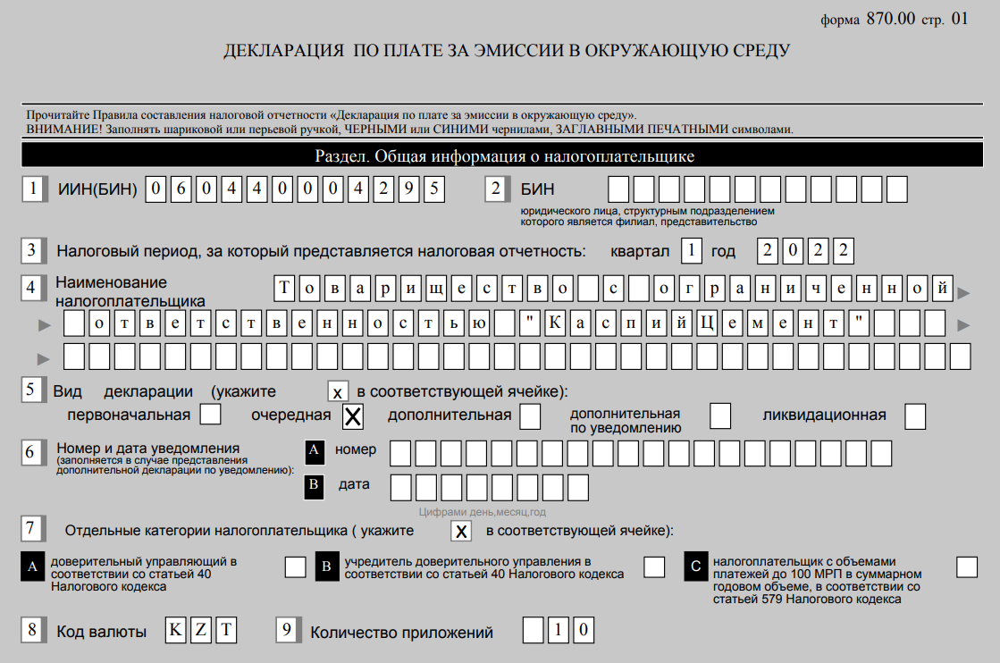 форма 870.00 стр. 01
ДЕКЛАРАЦИЯ ПО ПЛАТЕ ЗА ЭМИССИИ В ОКРУЖАЮЩУЮ СРЕДУ
Прочитайте Правила составления налоговой отчетности «Декларация по плате за эмиссии в окружающую среду».
ВНИМАНИЕ! Заполнять шариковой или перьевой ручкой, ЧЕРНЫМИ или СИНИМИ чернилами, ЗАГЛАВНЫМИ ПЕЧАТНЫМИ символами.
Раздел. Общая информация о налогоплательщике
1 ИИН(БИН) 060440004295 2 БИН
юридического лица, структурным подразделением
которого является филиал, представительство
3 Налоговый период, за который представляется налоговая отчетность: квартал 1 год 2022
4 Наименование
налогоплательщика
Товарищество с ограниченной
ответственностью "КаспийЦемент"
5 Вид декларации (укажите x в соответствующей ячейке):
первоначальная очередная X дополнительная дополнительная
по уведомлению ликвидационная
6 Номер и дата уведомления
(заполняется в случае представления
дополнительной декларации по уведомлению):
A номер
B дата
Цифрами день,месяц,год
7 Отдельные категории налогоплательщика ( укажите X в соответствующей ячейке):
A доверительный управляющий в
соответствии со статьей 40
Налогового кодекса
B учредитель доверительного управления в
соответствии со статьей 40 Налогового кодекса
C налогоплательщик с объемами
платежей до 100 МРП в суммарном
годовом объеме, в соответствии со
статьей 579 Налогового кодекса
8 Код валюты KZT 9 Количество приложений 10